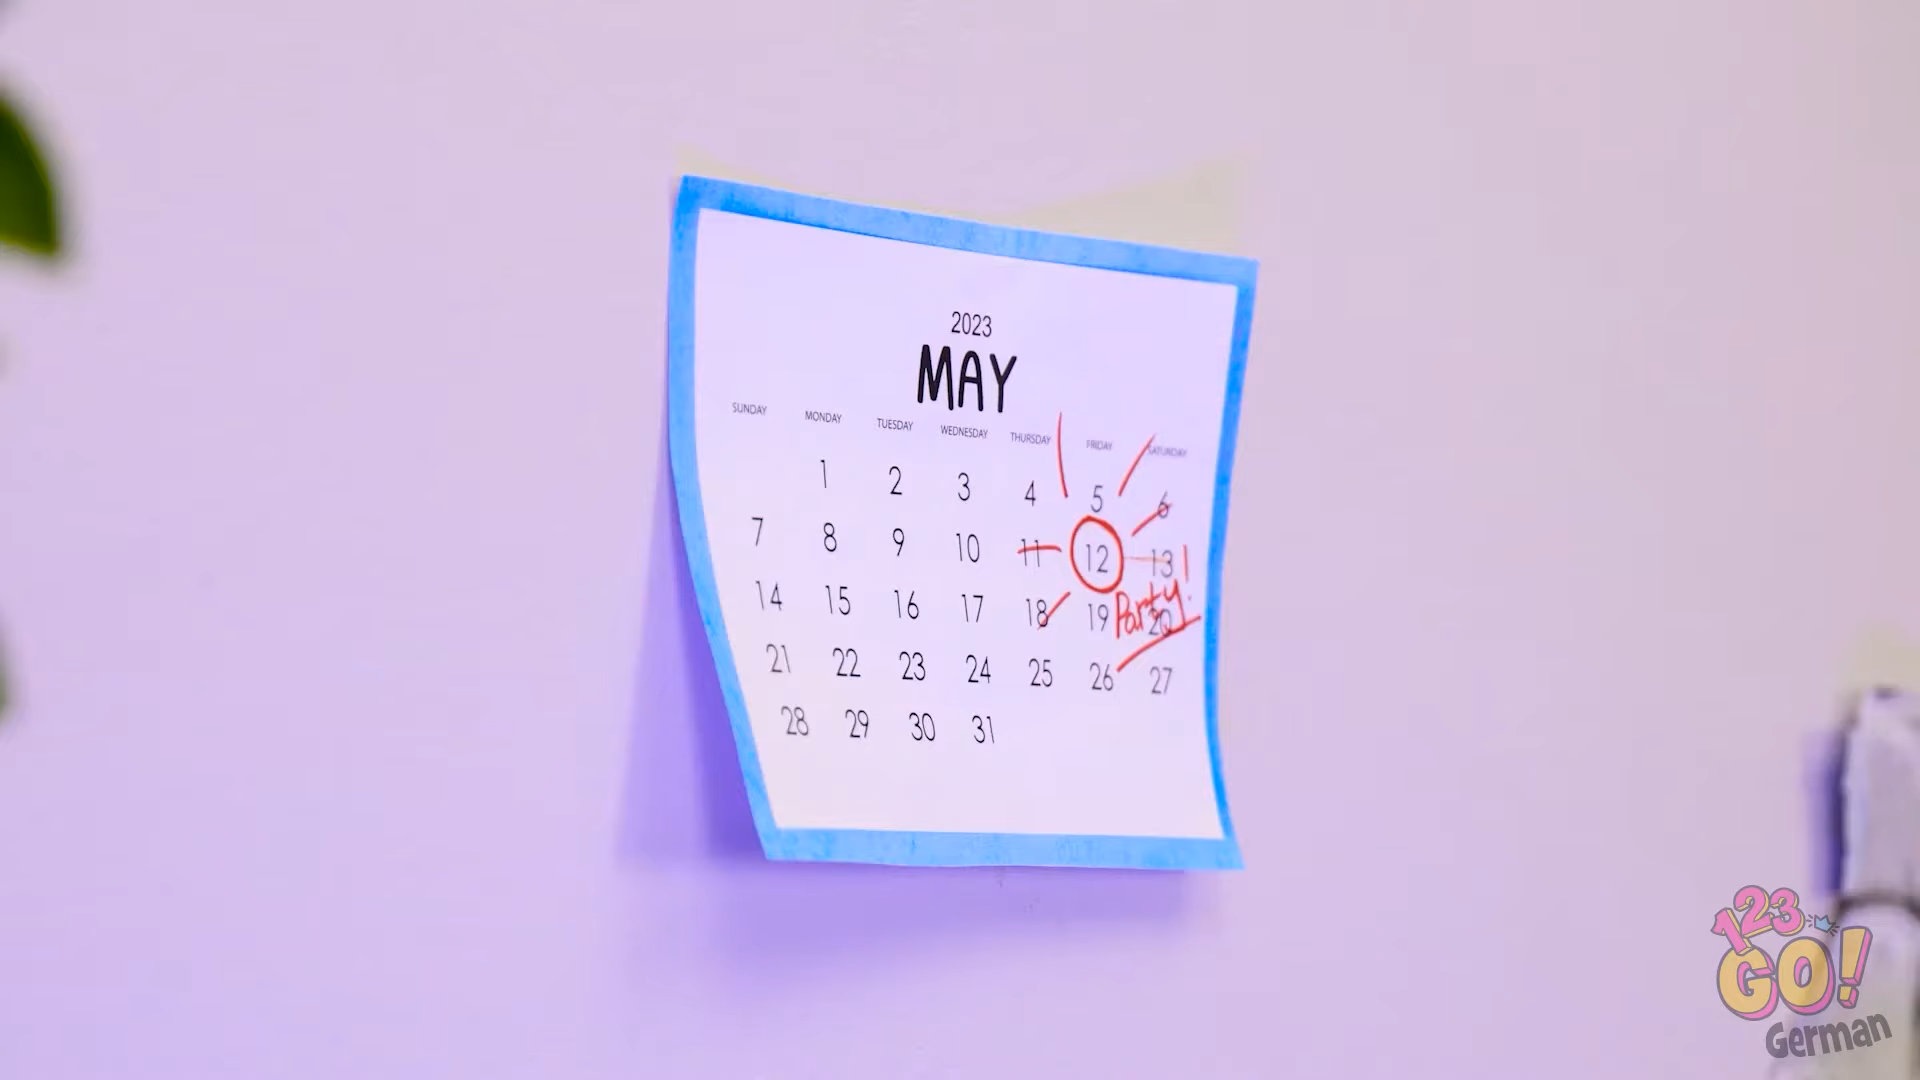 2023
MAY
SUNDAY MONDAY TUESDAY WEDNESDAY THURSDAY FRIDAY SATURDAY
1 2 3 4 5 6
7 8 9 10 11 12 13
14 15 16 17 18 19 20
Party!
21 22 23 24 25 26 27
28 29 30 31
123
GO!
German